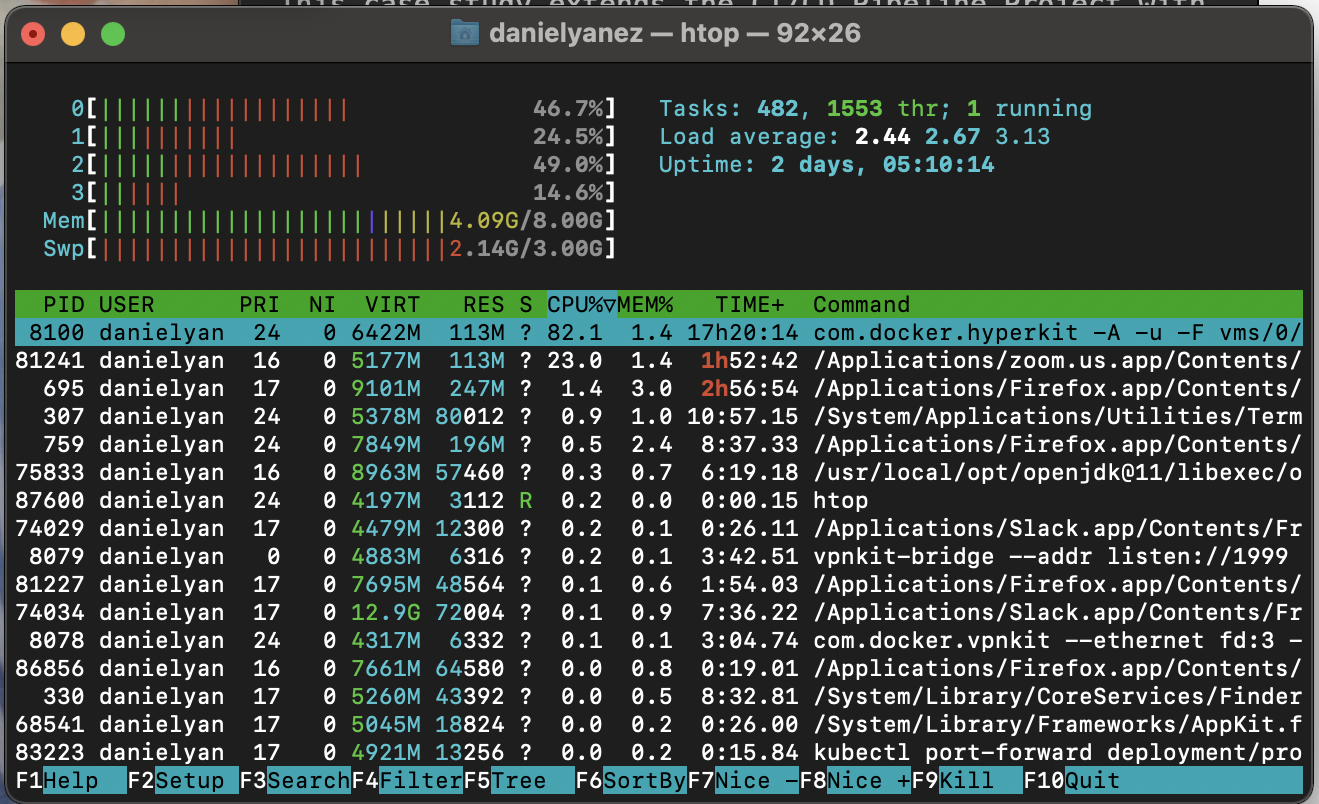 This case study extends the CI/CD Pipeline Project with
danielyanez — htop — 92×26
0[||||||||||||||||||46.7%] Tasks: 482, 1553 thr; 1 running
1[||||||||||24.5%] Load average: 2.44 2.67 3.13
2[|||||||||||||||||||49.0%] Uptime: 2 days, 05:10:14
3[||||||14.6%]
Mem[|||||||||||||||||||||||||4.09G/8.00G]
Swp[|||||||||||||||||||||||||2.14G/3.00G]
PID USER PRI NI VIRT RES S CPU%▽MEM% TIME+ Command
8100 danielyan 24 0 6422M 113M ? 82.1 1.4 17h20:14 com.docker.hyperkit -A -u -F vms/0/
81241 danielyan 16 0 5177M 113M ? 23.0 1.4 1h52:42 /Applications/zoom.us.app/Contents/
695 danielyan 17 0 9101M 247M ? 1.4 3.0 2h56:54 /Applications/Firefox.app/Contents/
307 danielyan 24 0 5378M 80012 ? 0.9 1.0 10:57.15 /System/Applications/Utilities/Term
759 danielyan 24 0 7849M 196M ? 0.5 2.4 8:37.33 /Applications/Firefox.app/Contents/
75833 danielyan 16 0 8963M 57460 ? 0.3 0.7 6:19.18 /usr/local/opt/openjdk@11/libexec/o
87600 danielyan 24 0 4197M 3112 R 0.2 0.0 0:00.15 htop
74029 danielyan 17 0 4479M 12300 ? 0.2 0.1 0:26.11 /Applications/Slack.app/Contents/Fr
8079 danielyan 0 0 4883M 6316 ? 0.2 0.1 3:42.51 vpnkit-bridge --addr listen://1999
81227 danielyan 17 0 7695M 48564 ? 0.1 0.6 1:54.03 /Applications/Firefox.app/Contents/
74034 danielyan 17 0 12.9G 72004 ? 0.1 0.9 7:36.22 /Applications/Slack.app/Contents/Fr
8078 danielyan 24 0 4317M 6332 ? 0.1 0.1 3:04.74 com.docker.vpnkit --ethernet fd:3 -
86856 danielyan 16 0 7661M 64580 ? 0.0 0.8 0:19.01 /Applications/Firefox.app/Contents/
330 danielyan 17 0 5260M 43392 ? 0.0 0.5 8:32.81 /System/Library/CoreServices/Finder
68541 danielyan 17 0 5045M 18824 ? 0.0 0.2 0:26.00 /System/Library/Frameworks/AppKit.f
83223 danielyan 17 0 4921M 13256 ? 0.0 0.2 0:15.84 kubectl port-forward deployment/pro
F1Help F2Setup F3SearchF4FilterF5Tree F6SortByF7Nice -F8Nice +F9Kill F10Quit